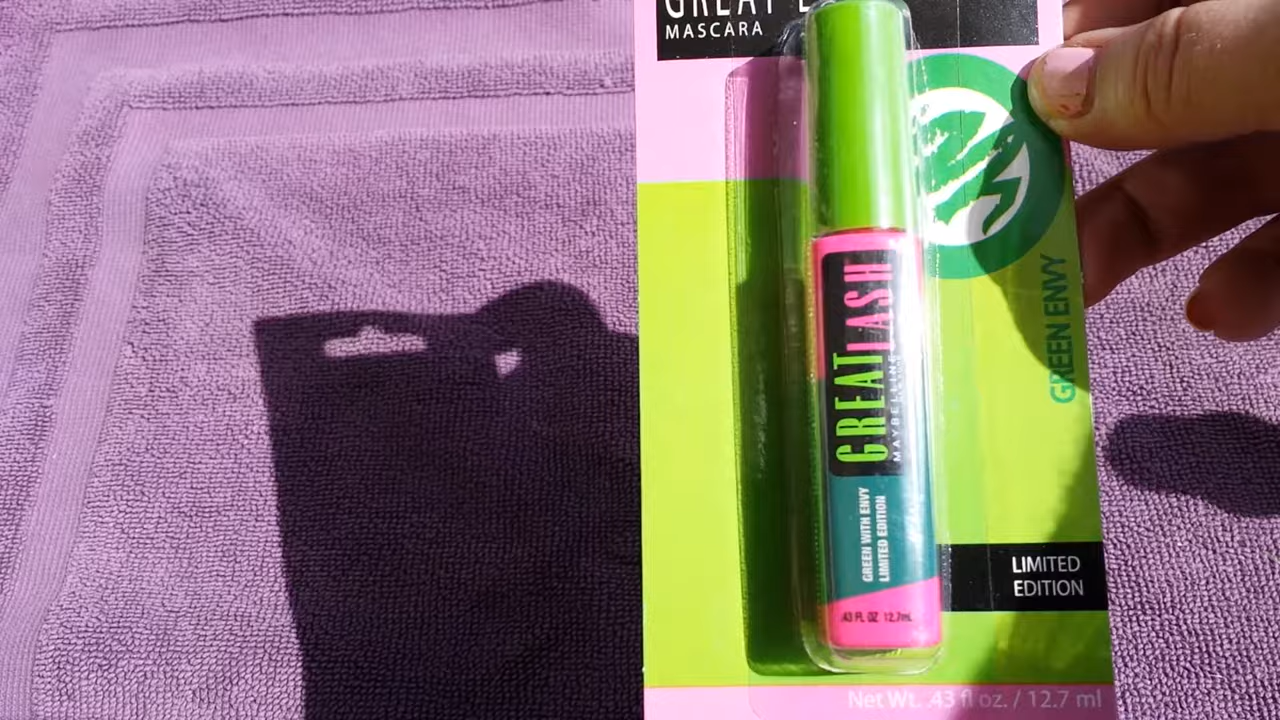 GREAT L
MASCARA
GREEN ENVY
GREAT LASH
MAYBELLINE
GREEN WITH ENVY
LIMITED EDITION
.43 FL OZ 12.7mL
LIMITED
EDITION
Net Wt. .43 fl oz. / 12.7 ml